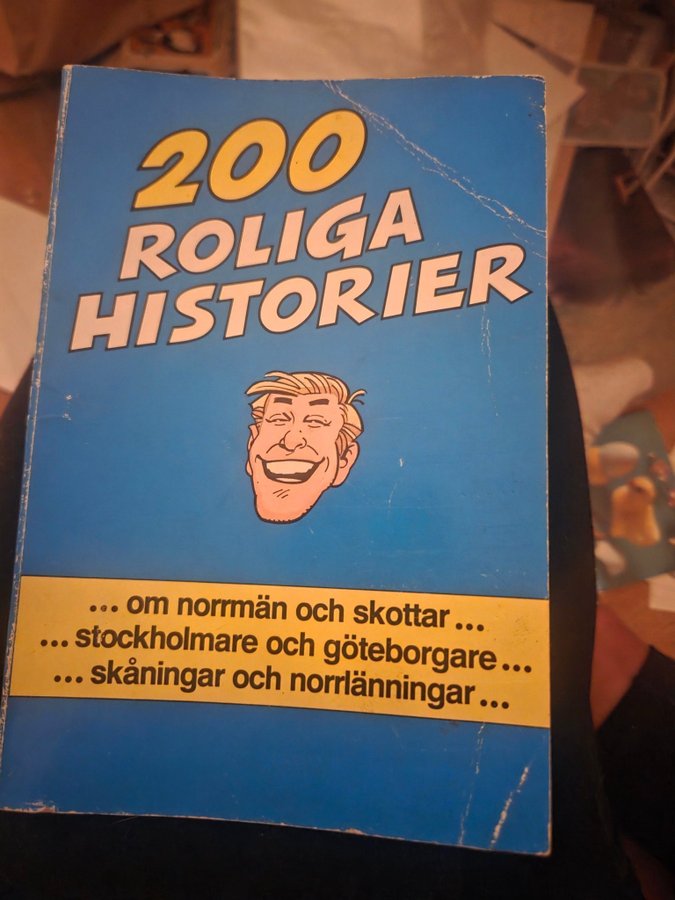 200
ROLIGA
HISTORIER
... om norrmän och skottar...
... stockholmare och göteborgare...
... skåningar och norrlänningar...